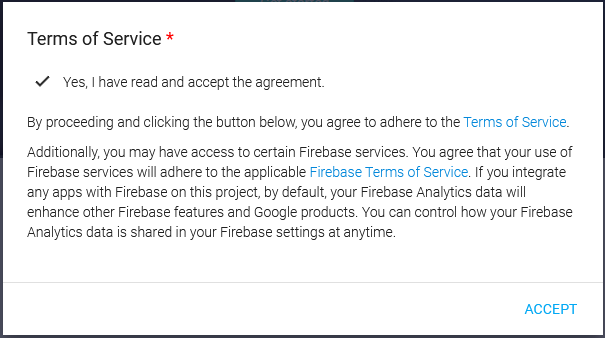 Terms of Service *
Yes, I have read and accept the agreement.
By proceeding and clicking the button below, you agree to adhere to the Terms of Service.
Additionally, you may have access to certain Firebase services. You agree that your use of
Firebase services will adhere to the applicable Firebase Terms of Service. If you integrate
any apps with Firebase on this project, by default, your Firebase Analytics data will
enhance other Firebase features and Google products. You can control how your Firebase
Analytics data is shared in your Firebase settings at anytime.
ACCEPT